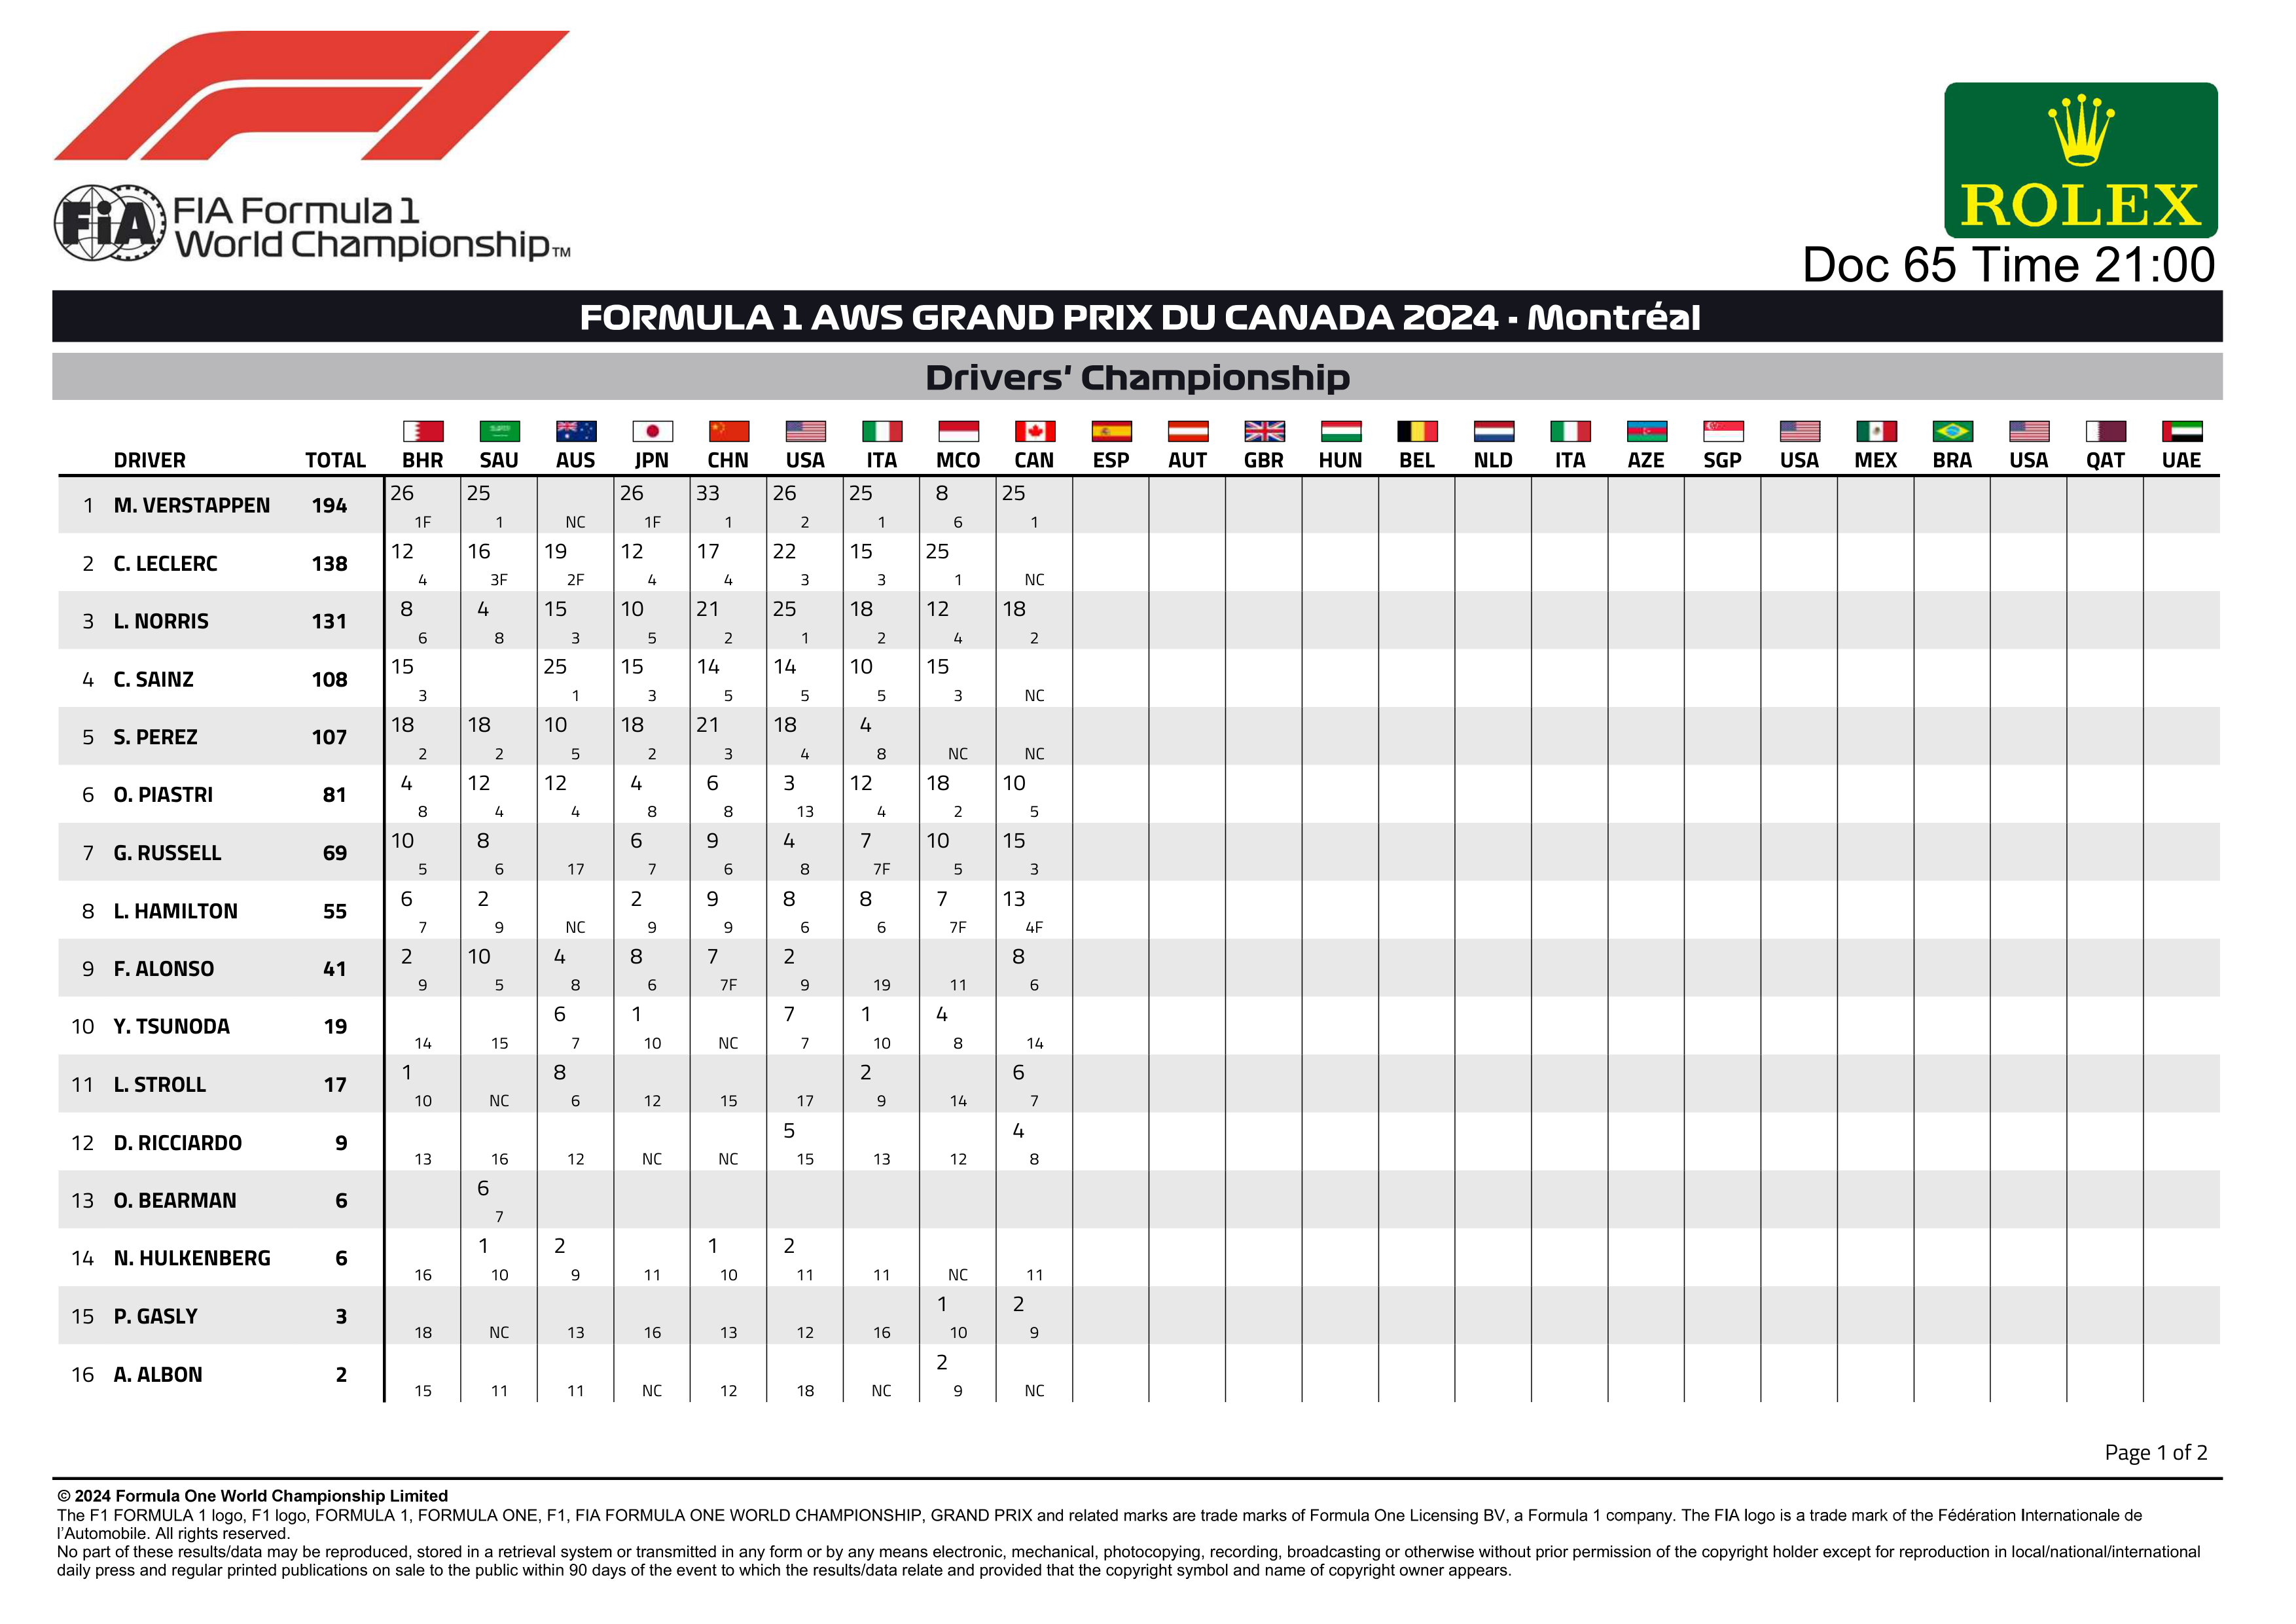 FIA Formula 1
World Championship™
ROLEX
Doc 65 Time 21:00
FORMULA 1 AWS GRAND PRIX DU CANADA 2024 - Montréal
Drivers' Championship
DRIVER TOTAL BHR SAU AUS JPN CHN USA ITA MCO CAN ESP AUT GBR HUN BEL NLD ITA AZE SGP USA MEX BRA USA QAT UAE
26 25 26 33 26 25 8 25
1 M. VERSTAPPEN 194
1F 1 NC 1F 1 2 1 6 1
12 16 19 12 17 22 15 25
2 C. LECLERC 138
4 3F 2F 4 4 3 3 1 NC
8 4 15 10 21 25 18 12 18
3 L. NORRIS 131
6 8 3 5 2 1 2 4 2
15 25 15 14 14 10 15
4 C. SAINZ 108
3 1 3 5 5 5 3 NC
18 18 10 18 21 18 4
5 S. PEREZ 107
2 2 5 2 3 4 8 NC NC
4 12 12 4 6 3 12 18 10
6 O. PIASTRI 81
8 4 4 8 8 13 4 2 5
10 8 6 9 4 7 10 15
7 G. RUSSELL 69
5 6 17 7 6 8 7F 5 3
6 2 2 9 8 8 7 13
8 L. HAMILTON 55
7 9 NC 9 9 6 6 7F 4F
2 10 4 8 7 2 8
9 F. ALONSO 41
9 5 8 6 7F 9 19 11 6
6 1 7 1 4
10 Y. TSUNODA 19
14 15 7 10 NC 7 10 8 14
1 8 2 6
11 L. STROLL 17
10 NC 6 12 15 17 9 14 7
5 4
12 D. RICCIARDO 9
13 16 12 NC NC 15 13 12 8
6
13 O. BEARMAN 6
7
1 2 1 2
14 N. HULKENBERG 6
16 10 9 11 10 11 11 NC 11
1 2
15 P. GASLY 3
18 NC 13 16 13 12 16 10 9
2
16 A. ALBON 2
15 11 11 NC 12 18 NC 9 NC
Page 1 of 2
© 2024 Formula One World Championship Limited
The F1 FORMULA 1 logo, F1 logo, FORMULA 1, FORMULA ONE, F1, FIA FORMULA ONE WORLD CHAMPIONSHIP, GRAND PRIX and related marks are trade marks of Formula One Licensing BV, a Formula 1 company. The FIA logo is a trade mark of the Fédération Internationale de
l'Automobile. All rights reserved.
No part of these results/data may be reproduced, stored in a retrieval system or transmitted in any form or by any means electronic, mechanical, photocopying, recording, broadcasting or otherwise without prior permission of the copyright holder except for reproduction in local/national/international
daily press and regular printed publications on sale to the public within 90 days of the event to which the results/data relate and provided that the copyright symbol and name of copyright owner appears.